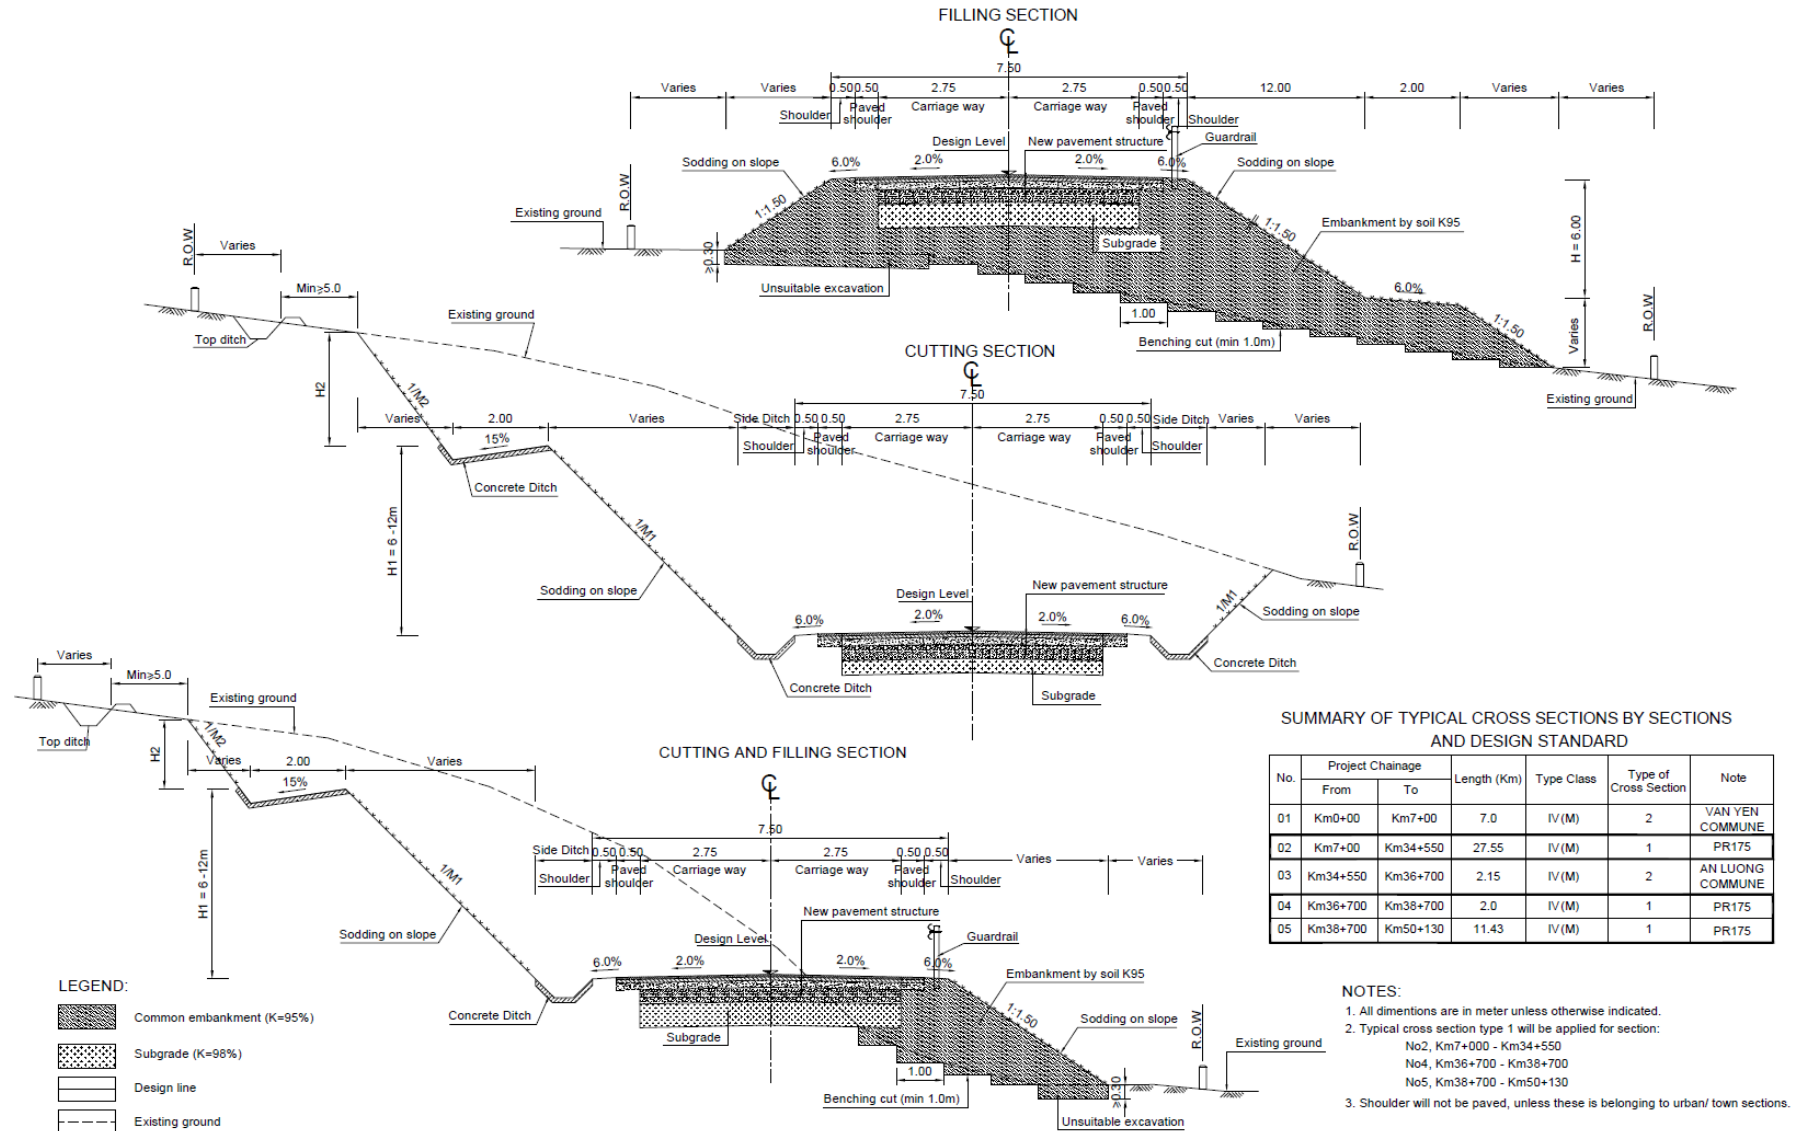 FILLING SECTION
CL
7.50
Varies
Varies
0.50
0.50
2.75
2.75
0.50
0.50
12.00
2.00
Varies
Varies
Shoulder
Paved shoulder
Carriage way
Carriage way
Paved shoulder
Shoulder
Guardrail
Design Level
New pavement structure
Sodding on slope
6.0%
2.0%
2.0%
6.0%
Sodding on slope
R.O.W
Existing ground
1:1.50
1:1.50
Embankment by soil K95
H = 6.00
Subgrade
≥0.30
Unsuitable excavation
6.0%
1.00
Benching cut (min 1.0m)
1:1.50
Varies
R.O.W
Existing ground
CUTTING SECTION
CL
7.50
R.O.W
Varies
Min≥5.0
Top ditch
Existing ground
H2
1/M2
Varies
2.00
Varies
Side Ditch
0.50
0.50
2.75
2.75
0.50
0.50
Side Ditch
Varies
Varies
Shoulder
Paved shoulder
Carriage way
Carriage way
Paved shoulder
Shoulder
15%
Concrete Ditch
H1 = 6 -12m
1/M1
Sodding on slope
R.O.W
New pavement structure
Design Level
6.0%
2.0%
2.0%
6.0%
1/M1
Sodding on slope
Concrete Ditch
Concrete Ditch
Subgrade
CUTTING AND FILLING SECTION
CL
7.50
Varies
Min≥5.0
Top ditch
Existing ground
H2
1/M2
Varies
2.00
Varies
15%
Side Ditch
0.50
0.50
2.75
2.75
0.50
0.50
Varies
Varies
Shoulder
Paved shoulder
Carriage way
Carriage way
Paved shoulder
Shoulder
H1 = 6 -12m
1/M1
Sodding on slope
New pavement structure
Design Level
Guardrail
6.0%
2.0%
2.0%
6.0%
Embankment by soil K95
1:1.50
Sodding on slope
Concrete Ditch
Subgrade
R.O.W
Existing ground
1.00
≥0.30
Benching cut (min 1.0m)
Unsuitable excavation
LEGEND:
Common embankment (K=95%)
Subgrade (K=98%)
Design line
Existing ground
SUMMARY OF TYPICAL CROSS SECTIONS BY SECTIONS
AND DESIGN STANDARD
No. Project Chainage Length (Km) Type Class Type of Cross Section Note
From To
01 Km0+00 Km7+00 7.0 IV(M) 2 VAN YEN COMMUNE
02 Km7+00 Km34+550 27.55 IV(M) 1 PR175
03 Km34+550 Km36+700 2.15 IV(M) 2 AN LUONG COMMUNE
04 Km36+700 Km38+700 2.0 IV(M) 1 PR175
05 Km38+700 Km50+130 11.43 IV(M) 1 PR175
NOTES:
1. All dimentions are in meter unless otherwise indicated.
2. Typical cross section type 1 will be applied for section:
No2, Km7+000 - Km34+550
No4, Km36+700 - Km38+700
No5, Km38+700 - Km50+130
3. Shoulder will not be paved, unless these is belonging to urban/ town sections.